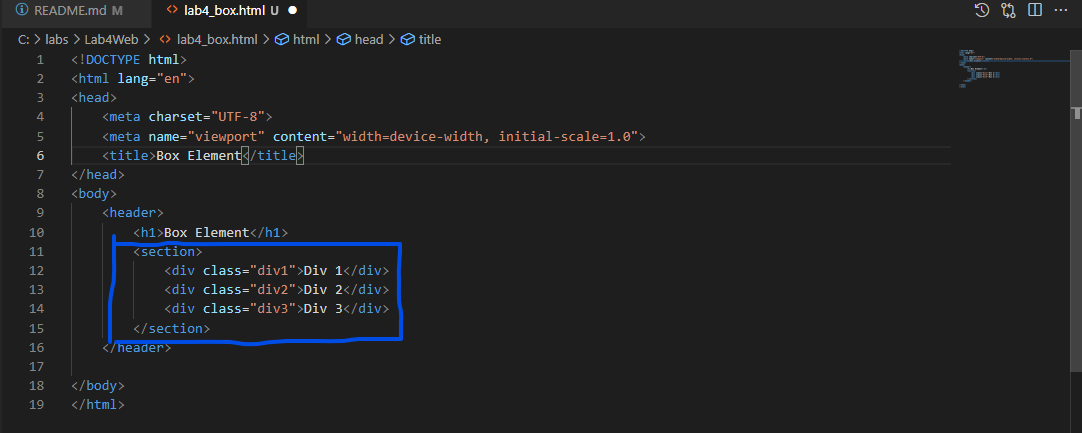 README.md M lab4_box.html U
C: > labs > Lab4Web > lab4_box.html > html > head > title
1 <!DOCTYPE html>
2 <html lang="en">
3 <head>
4 <meta charset="UTF-8">
5 <meta name="viewport" content="width=device-width, initial-scale=1.0">
6 <title>Box Element</title>
7 </head>
8 <body>
9 <header>
10 <h1>Box Element</h1>
11 <section>
12 <div class="div1">Div 1</div>
13 <div class="div2">Div 2</div>
14 <div class="div3">Div 3</div>
15 </section>
16 </header>
17
18 </body>
19 </html>